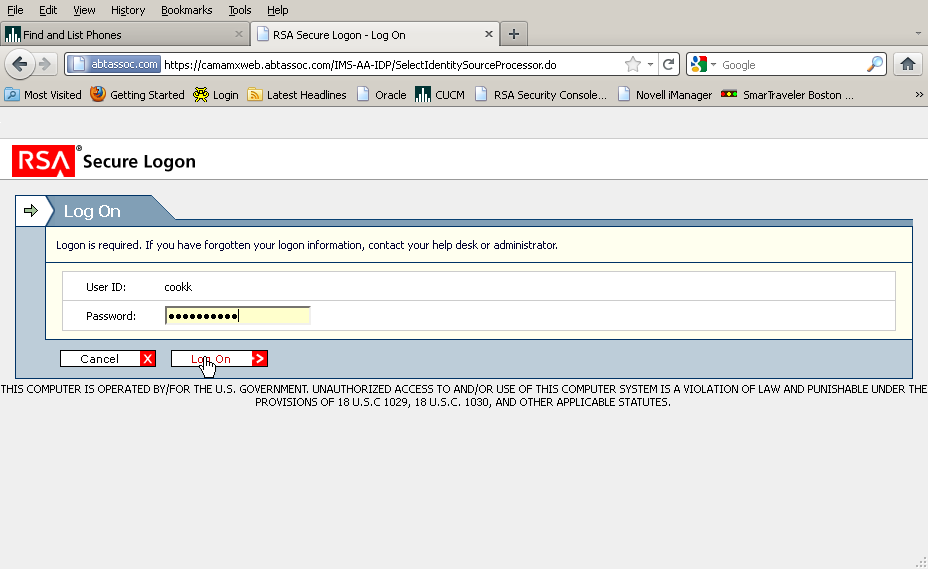 File Edit View History Bookmarks Tools Help
Find and List Phones × RSA Secure Logon - Log On ×
abtassoc.com https://camamxweb.abtassoc.com/IMS-AA-IDP/SelectIdentitySourceProcessor.do Google
Most Visited Getting Started Login Latest Headlines Oracle CUCM RSA Security Console... Novell iManager SmarTraveler Boston ... »
RSA® Secure Logon
Log On
Logon is required. If you have forgotten your logon information, contact your help desk or administrator.
User ID: cookk
Password: ●●●●●●●●●●
Cancel X Log On >
THIS COMPUTER IS OPERATED BY/FOR THE U.S. GOVERNMENT. UNAUTHORIZED ACCESS TO AND/OR USE OF THIS COMPUTER SYSTEM IS A VIOLATION OF LAW AND PUNISHABLE UNDER THE
PROVISIONS OF 18 U.S.C 1029, 18 U.S.C. 1030, AND OTHER APPLICABLE STATUTES.